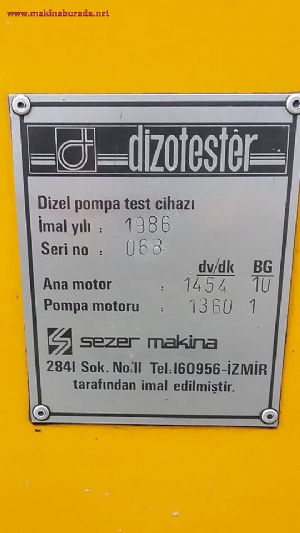 www.makinaburada.net
dizotester
Dizel pompa test cihazı
İmal yılı : 1986
Seri no : 068
dv/dk BG
Ana motor : 1454 10
Pompa motoru : 1360 1
sezer makina
2841 Sok. No.11 Tel.160956-İZMİR
tarafından imal edilmiştir.